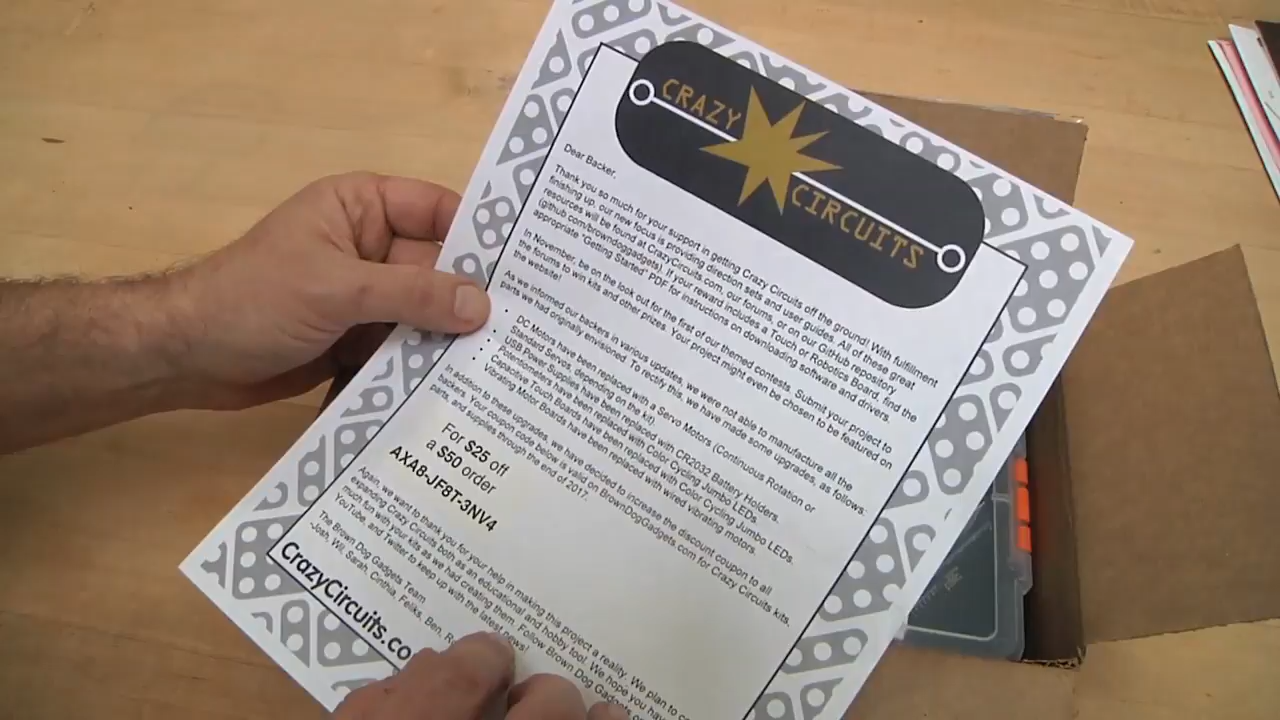 CRAZY
CIRCUITS
Dear Backer,
Thank you so much for your support in getting Crazy Circuits off the ground! With fulfillment
finishing up, our new focus is providing direction sets and user guides. All of these great
resources will be found at CrazyCircuits.com, our forums, or on our GitHub repository
(github.com/browndoggadgets). If your reward includes a Touch or Robotics Board, find the
appropriate "Getting Started" PDF for instructions on downloading software and drivers.
In November, be on the look out for the first of our themed contests. Submit your project to
the forums to win kits and other prizes. Your project might even be chosen to be featured on
the website!
As we informed our backers in various updates, we were not able to manufacture all the
parts we had originally envisioned. To rectify this, we have made some upgrades, as follows:
DC Motors have been replaced with a Servo Motors (Continuous Rotation or
Standard Servos, depending on the kit).
USB Power Supplies have been replaced with CR2032 Battery Holders.
Potentiometers have been replaced with Color Cycling Jumbo LEDs.
Capacitive Touch Boards have been replaced with Color Cycling Jumbo LEDs.
Vibrating Motor Boards have been replaced with wired vibrating motors.
In addition to these upgrades, we have decided to increase the discount coupon to all
backers. Your coupon code below is valid on BrownDogGadgets.com for Crazy Circuits kits,
parts, and supplies through the end of 2017.
For $25 off
a $50 order
AXA8-JF8T-3NV4
Again, we want to thank you for your help in making this project a reality. We plan to
expanding Crazy Circuits both as an educational and hobby tool. We hope you have
much fun with your kits as we had creating them. Follow Brown Dog Gadgets
YouTube, and Twitter to keep up with the latest news!
The Brown Dog Gadgets Team
-Josh, Wil, Sarah, Cinthia, Feliks, Ben,
CrazyCircuits.co